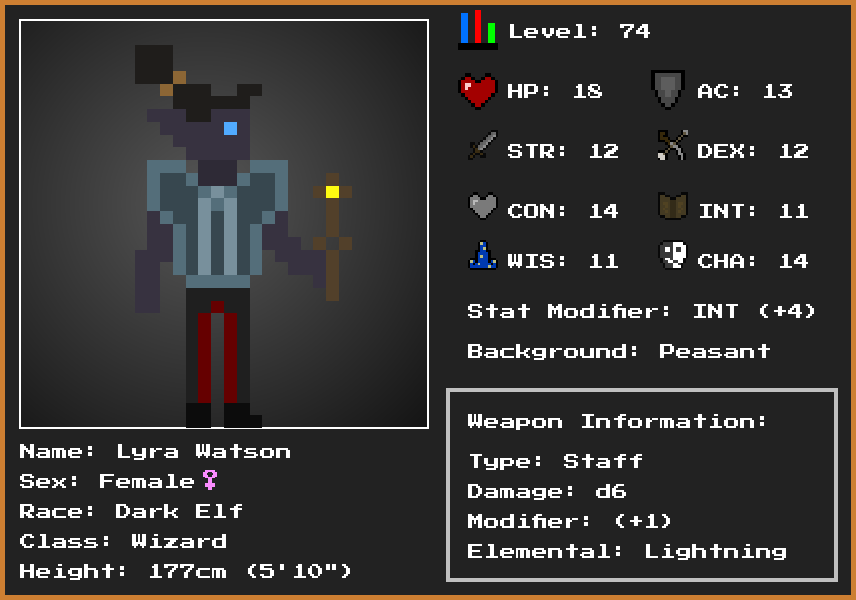 Level: 74
HP: 18
AC: 13
STR: 12
DEX: 12
CON: 14
INT: 11
WIS: 11
CHA: 14
Stat Modifier: INT (+4)
Background: Peasant
Weapon Information:
Type: Staff
Damage: d6
Modifier: (+1)
Elemental: Lightning
Name: Lyra Watson
Sex: Female♀
Race: Dark Elf
Class: Wizard
Height: 177cm (5'10")